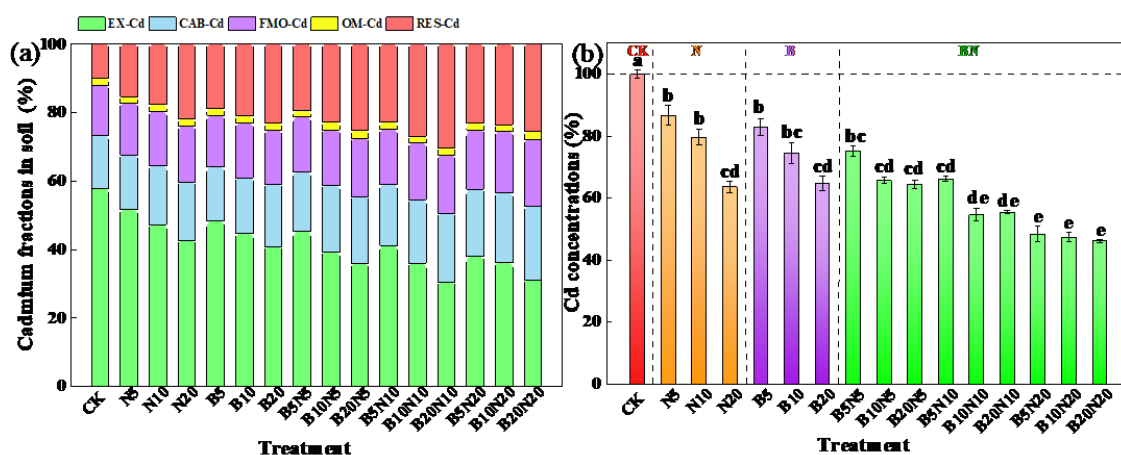 EX-Cd CAB-Cd FMO-Cd OM-Cd RES-Cd
(a)
Cadmium fractions in soil (%)
100
80
60
40
20
0
CK N5 N10 N20 B5 B10 B20 B5N5 B10N5 B20N5 B5N10 B10N10 B20N10 B5N20 B10N20 B20N20
Treatment
(b)
Cd concentrations (%)
100
80
60
40
20
0
CK N B BN
a b b cd b bc cd bc cd cd cd de de e e e
CK N5 N10 N20 B5 B10 B20 B5N5 B10N5 B20N5 B5N10 B10N10 B20N10 B5N20 B10N20 B20N20
Treatment